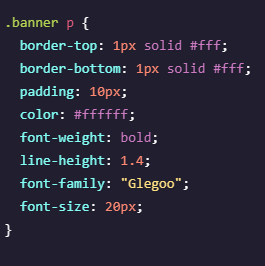 .banner p {
  border-top: 1px solid #fff;
  border-bottom: 1px solid #fff;
  padding: 10px;
  color: #ffffff;
  font-weight: bold;
  line-height: 1.4;
  font-family: "Glegoo";
  font-size: 20px;
}